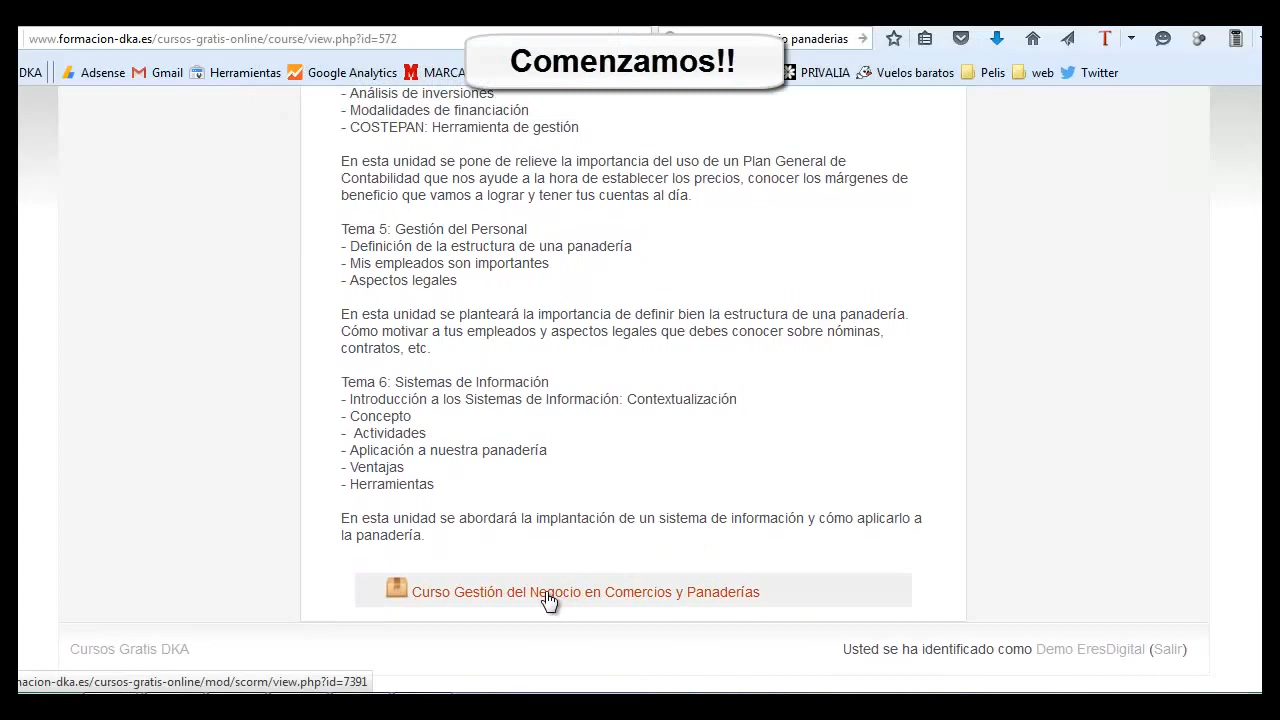 www.formacion-dka.es/cursos-gratis-online/course/view.php?id=572
panaderias
Comenzamos!!
DKA
Adsense
Gmail
Herramientas
Google Analytics
MARCA
PRIVALIA
Vuelos baratos
Pelis
web
Twitter
- Análisis de inversiones
- Modalidades de financiación
- COSTEPAN: Herramienta de gestión
En esta unidad se pone de relieve la importancia del uso de un Plan General de
Contabilidad que nos ayude a la hora de establecer los precios, conocer los márgenes de
beneficio que vamos a lograr y tener tus cuentas al día.
Tema 5: Gestión del Personal
- Definición de la estructura de una panadería
- Mis empleados son importantes
- Aspectos legales
En esta unidad se planteará la importancia de definir bien la estructura de una panadería.
Cómo motivar a tus empleados y aspectos legales que debes conocer sobre nóminas,
contratos, etc.
Tema 6: Sistemas de Información
- Introducción a los Sistemas de Información: Contextualización
- Concepto
- Actividades
- Aplicación a nuestra panadería
- Ventajas
- Herramientas
En esta unidad se abordará la implantación de un sistema de información y cómo aplicarlo a
la panadería.
Curso Gestión del Negocio en Comercios y Panaderías
Cursos Gratis DKA
Usted se ha identificado como Demo EresDigital (Salir)
nacion-dka.es/cursos-gratis-online/mod/scorm/view.php?id=7391